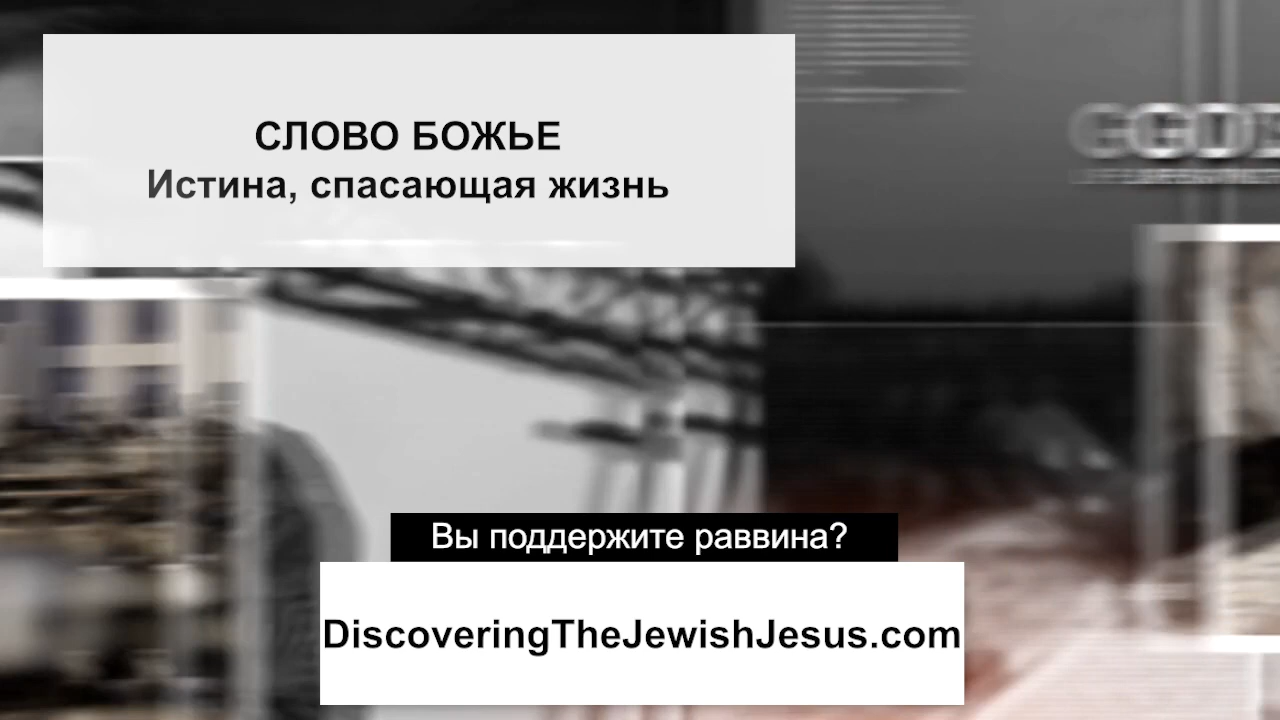 СЛОВО БОЖЬЕ
Истина, спасающая жизнь
Вы поддержите раввина?
DiscoveringTheJewishJesus.com